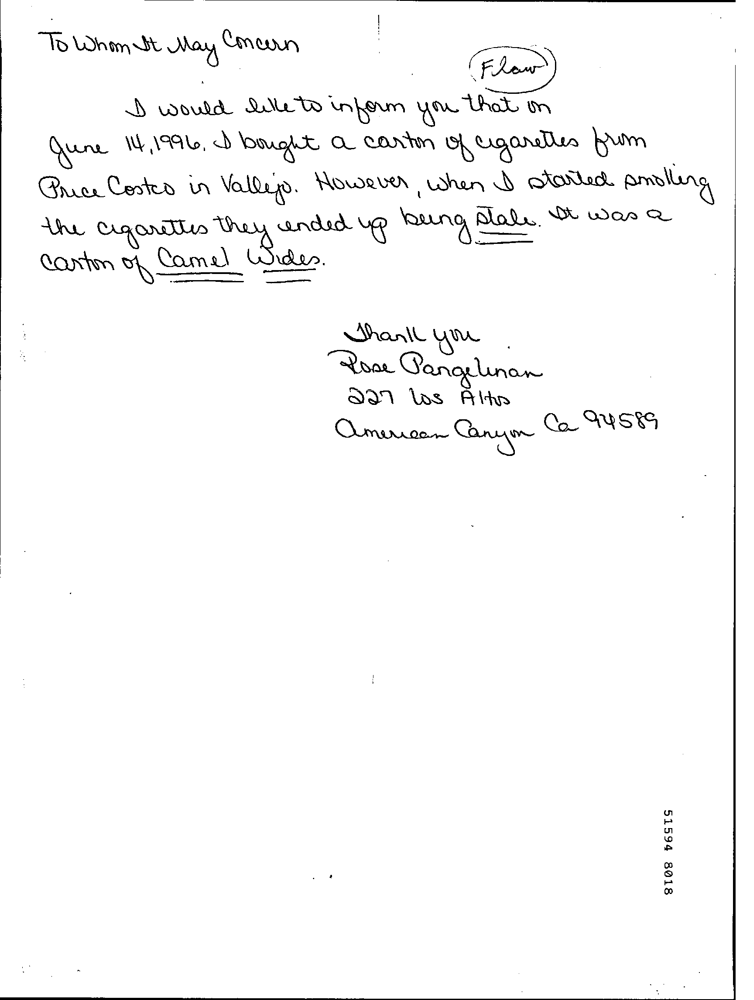 To Whom It May Concern
Flaw
I would like to inform you that on
June 14, 1996, I bought a carton of cigarettes from
Price Costco in Vallejo. However, when I started smoking
the cigarettes they ended up being stale. It was a
carton of Camel Wides.
Thank you
Rose Pangelinan
227 Los Altos
American Canyon Ca 94589
51594 8018